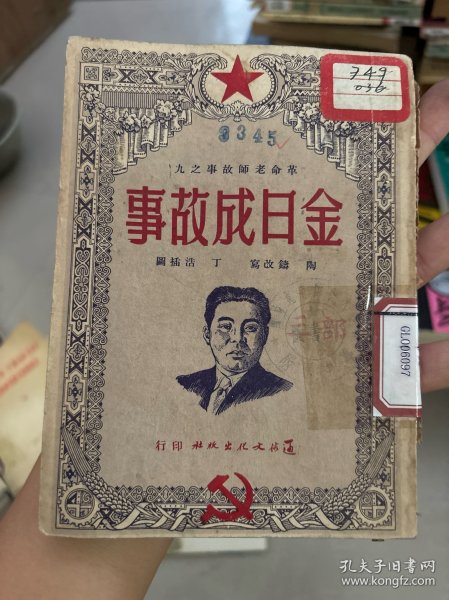 749
036
3345
革命老師故事之九
金日成故事
陶鑄改寫 丁浩插圖
部
GL006097
通俗文化出版社印行
孔夫子旧书网
www.kongfz.com